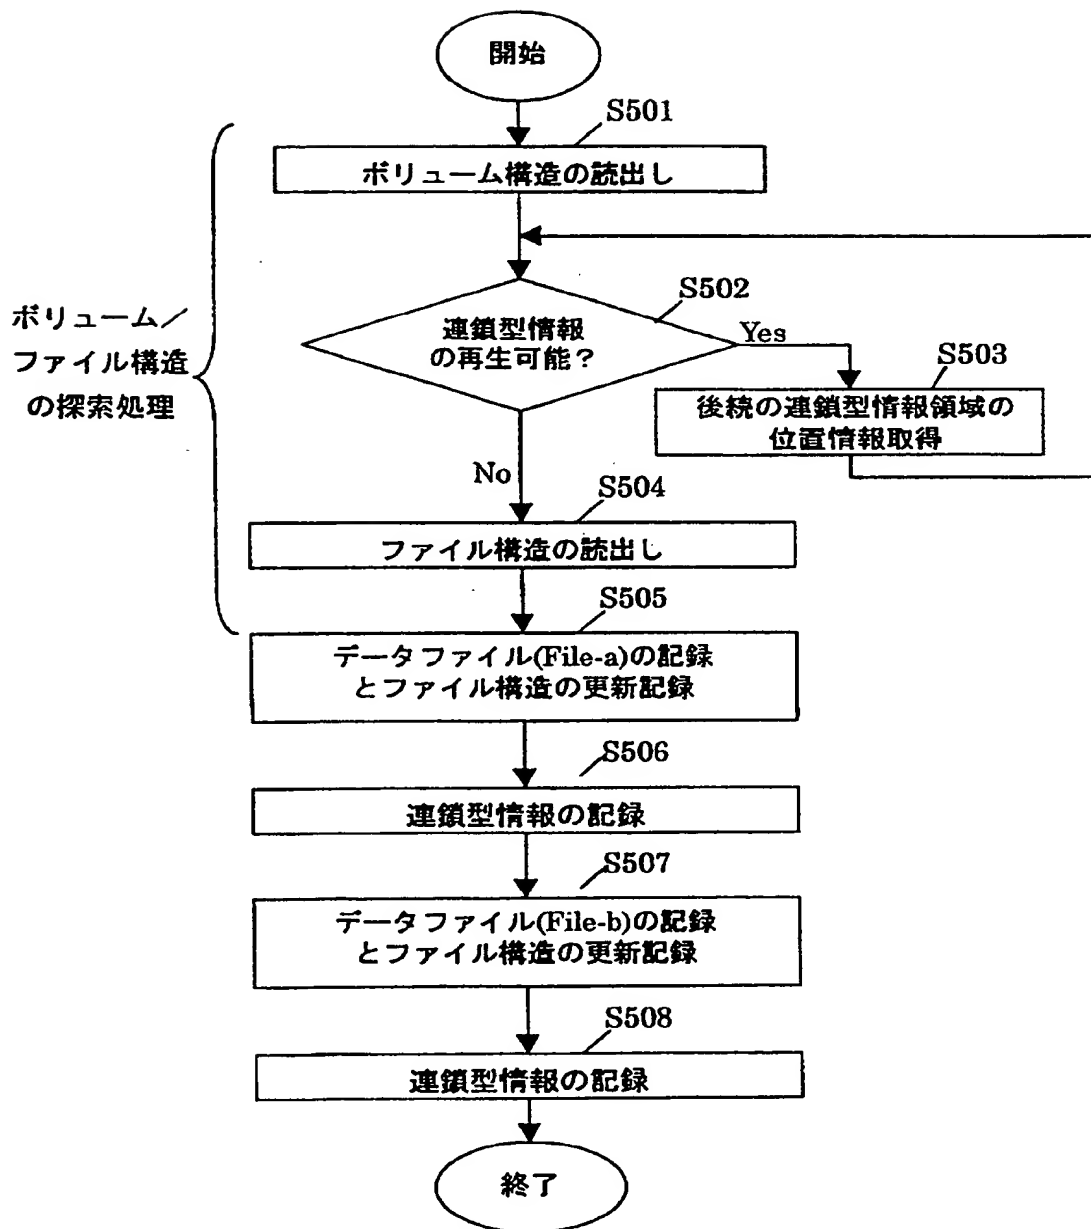 開始
S501
ボリューム構造の読出し
S502
連鎖型情報
の再生可能？
Yes
S503
後続の連鎖型情報領域の
位置情報取得
ボリューム／
ファイル構造
の探索処理
No
S504
ファイル構造の読出し
S505
データファイル(File-a)の記録
とファイル構造の更新記録
S506
連鎖型情報の記録
S507
データファイル(File-b)の記録
とファイル構造の更新記録
S508
連鎖型情報の記録
終了